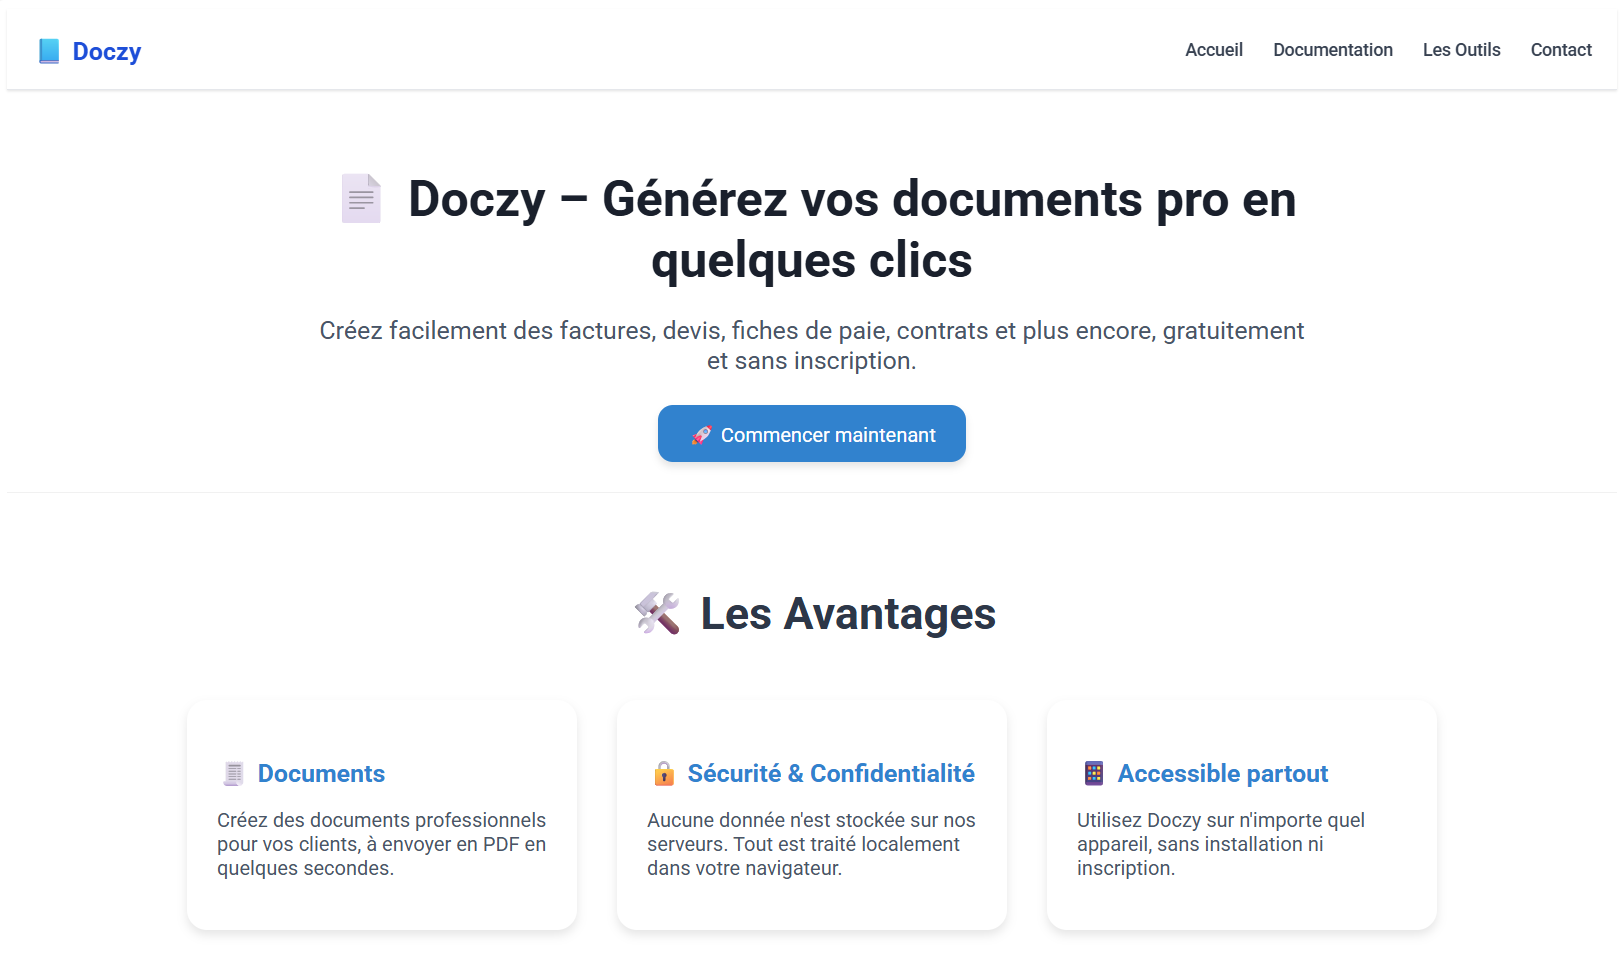 Doczy
Accueil
Documentation
Les Outils
Contact
Doczy – Générez vos documents pro en
quelques clics
Créez facilement des factures, devis, fiches de paie, contrats et plus encore, gratuitement
et sans inscription.
Commencer maintenant
Les Avantages
Documents
Créez des documents professionnels
pour vos clients, à envoyer en PDF en
quelques secondes.
Sécurité & Confidentialité
Aucune donnée n'est stockée sur nos
serveurs. Tout est traité localement
dans votre navigateur.
Accessible partout
Utilisez Doczy sur n'importe quel
appareil, sans installation ni
inscription.